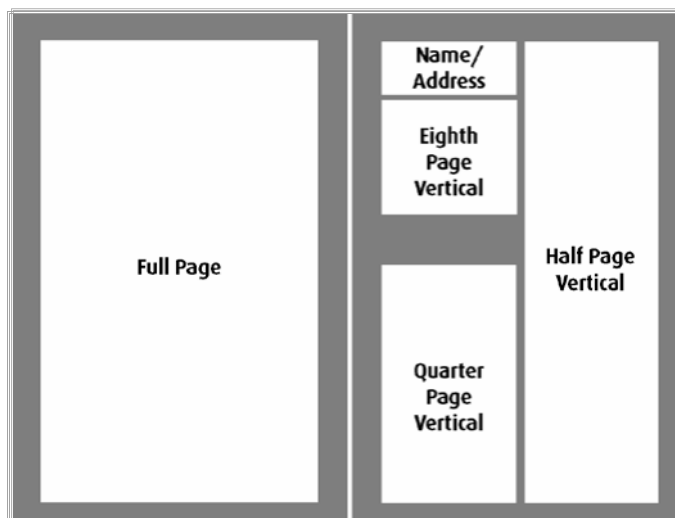 Full Page
Name/
Address
Eighth
Page
Vertical
Quarter
Page
Vertical
Half Page
Vertical